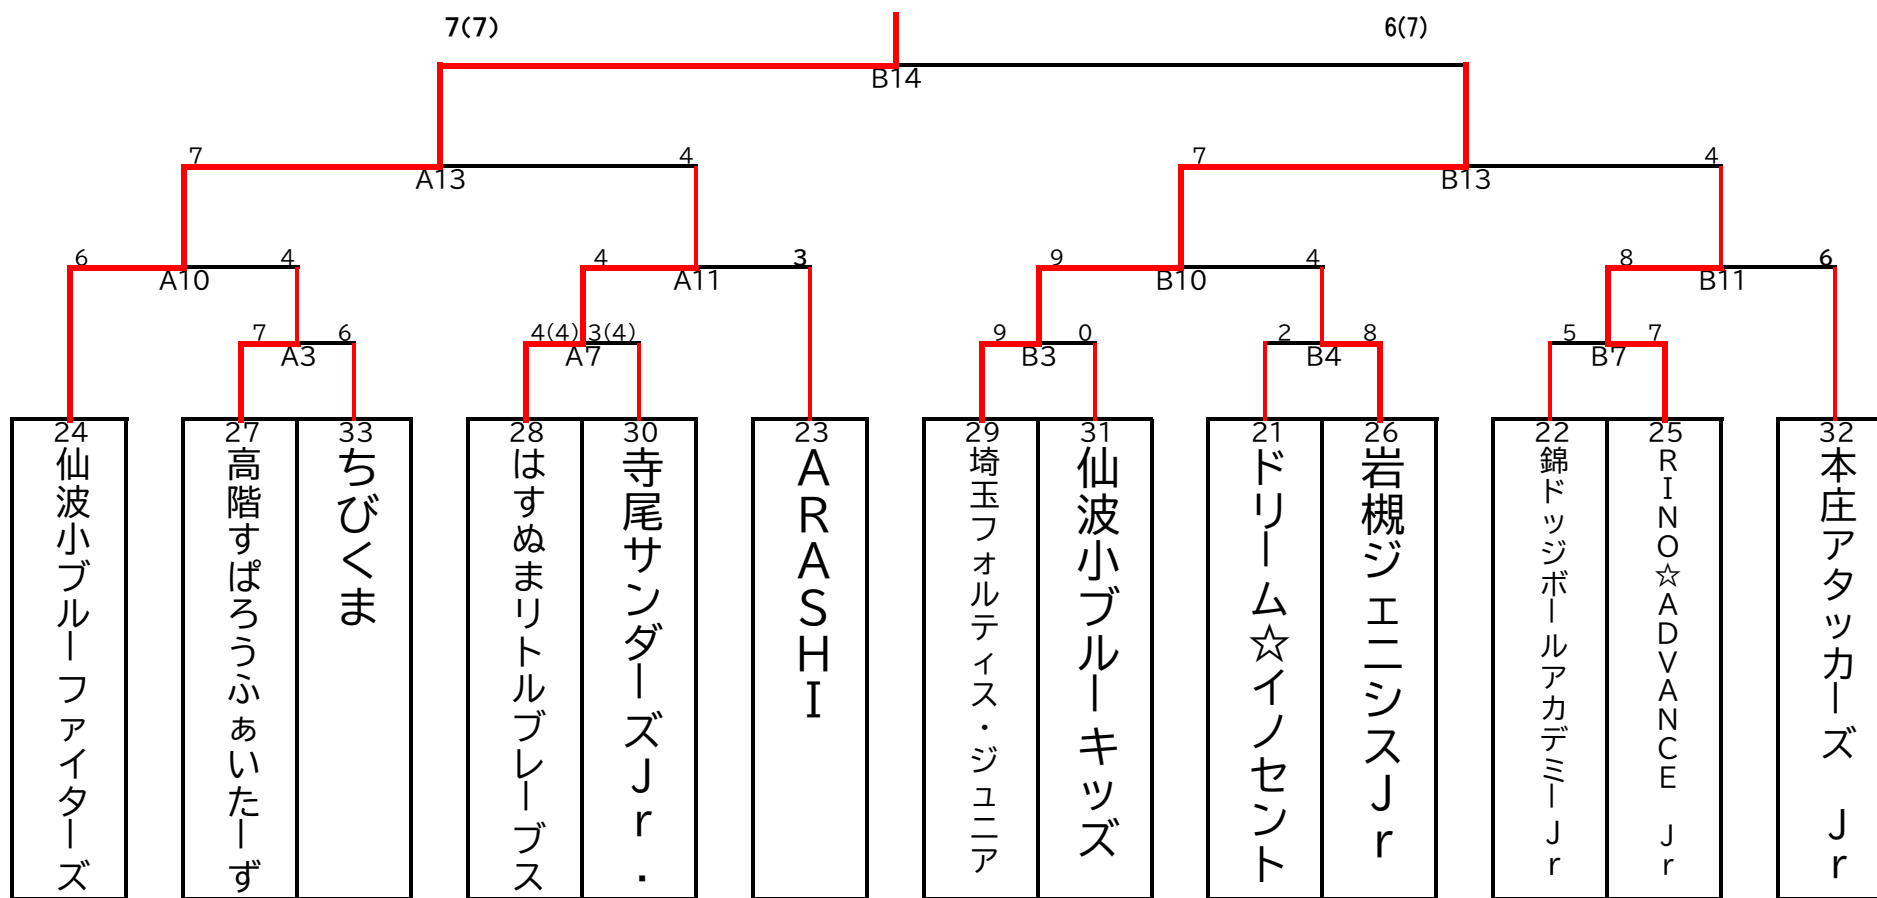 7(7)
6(7)
B14
7
4
7
4
A13
B13
6
4
4
3
9
4
8
6
A10
A11
B10
B11
7
6
4(4)
3(4)
9
0
2
8
5
7
A3
A7
B3
B4
B7
24
27
33
28
30
23
29
31
21
26
22
25
32
仙波小ブルーファイターズ
高階すぱろうふぁいたーず
ちびくま
はすぬまリトルブレーブス
寺尾サンダーズJr.
ARASHI
埼玉フォルティス・ジュニア
仙波小ブルーキッズ
ドリーム☆イノセント
岩槻ジェニシスJr
錦ドッジボールアカデミーJr
RINO☆ADVANCE Jr
本庄アタッカーズ Jr